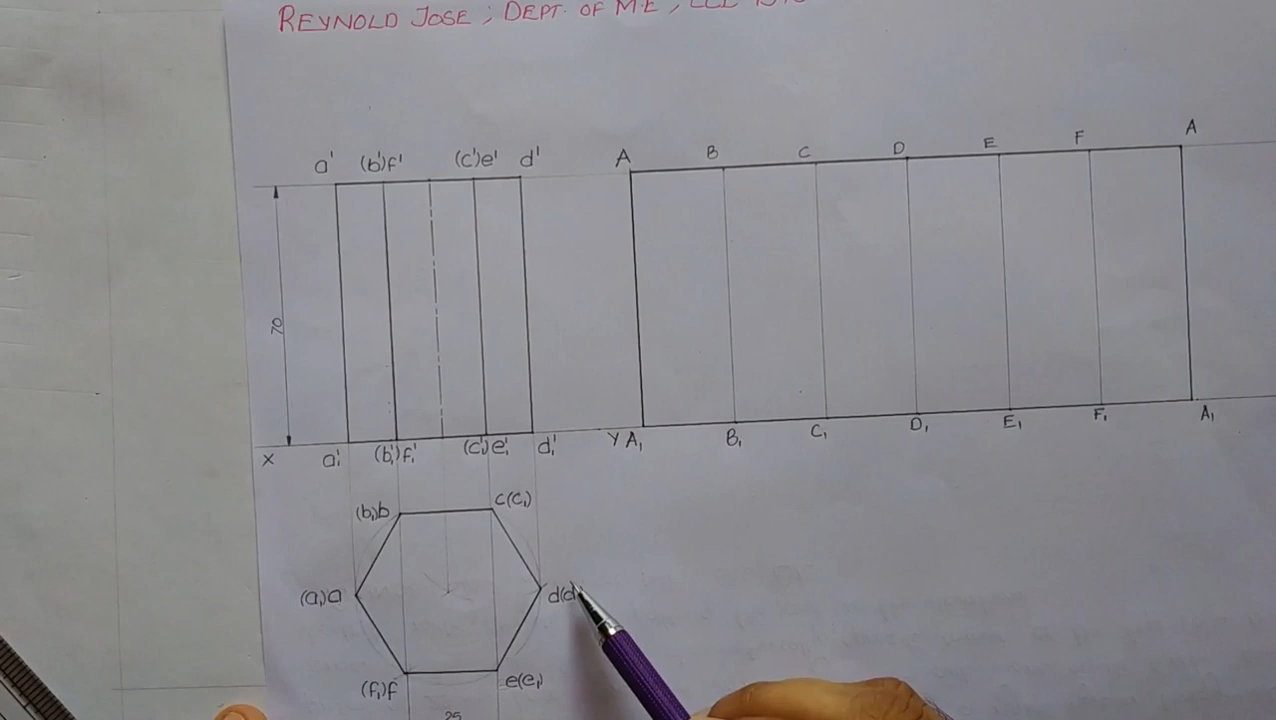 REYNOLD JOSE ; DEPT. OF M.E ,
a' (b')f' (c')e' d' A B C D E F A
70
X a₁' (b₁')f₁' (c₁')e₁' d₁' Y A₁ B₁ C₁ D₁ E₁ F₁ A₁
(b₁)b c(c₁)
(a₁)a d(d
(f₁)f e(e₁)
25